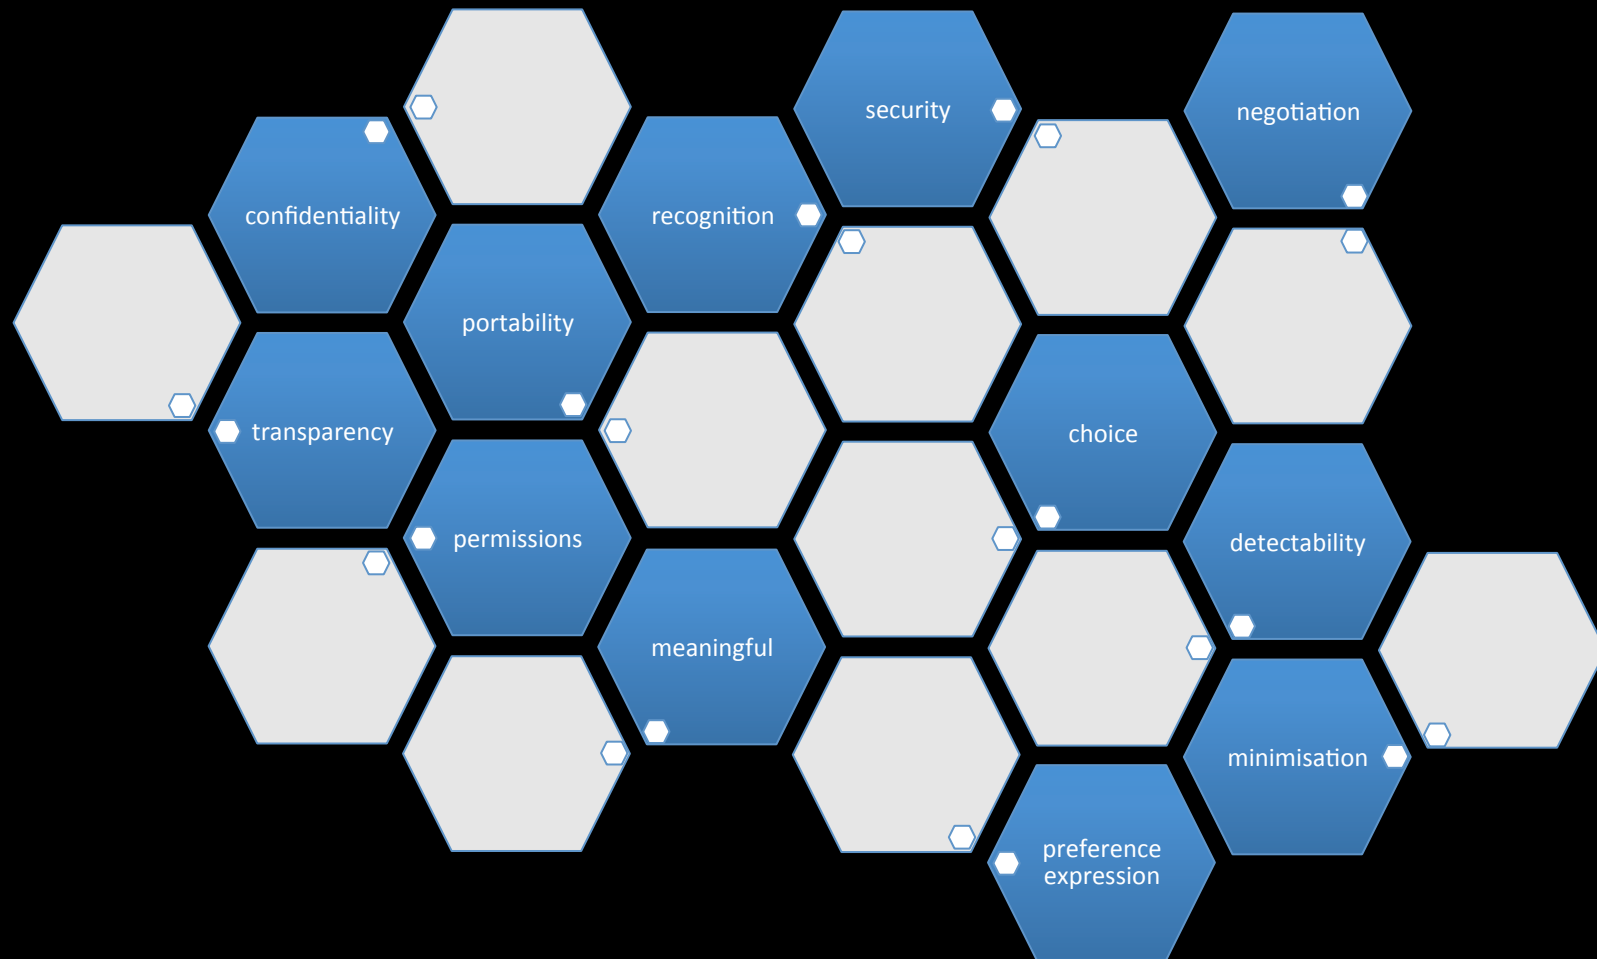 security
negotiation
confidentiality
recognition
portability
transparency
choice
permissions
detectability
meaningful
minimisation
preference
expression